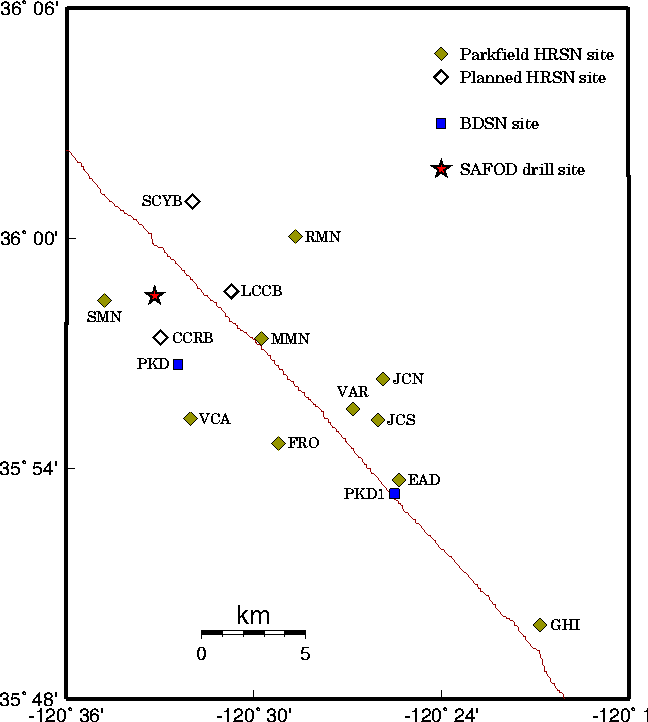 36° 06'
Parkfield HRSN site
Planned HRSN site
BDSN site
SAFOD drill site
SCYB
36° 00'
RMN
LCCB
SMN
CCRB
MMN
PKD
JCN
VAR
VCA
JCS
FRO
35° 54'
EAD
PKD1
km
GHI
0 5
35° 48'
-120° 36' -120° 30' -120° 24' -120° 1